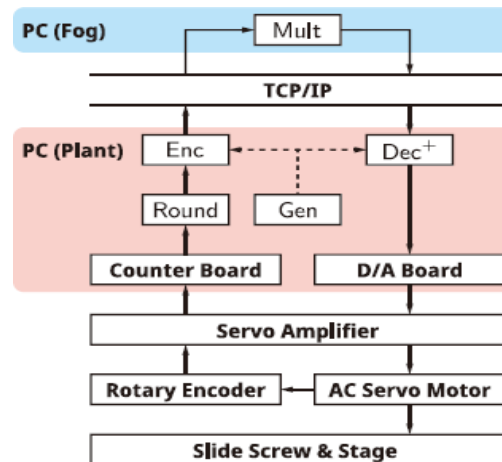 PC (Fog)
Mult
TCP/IP
PC (Plant)
Enc
Dec+
Round
Gen
Counter Board
D/A Board
Servo Amplifier
Rotary Encoder
AC Servo Motor
Slide Screw & Stage